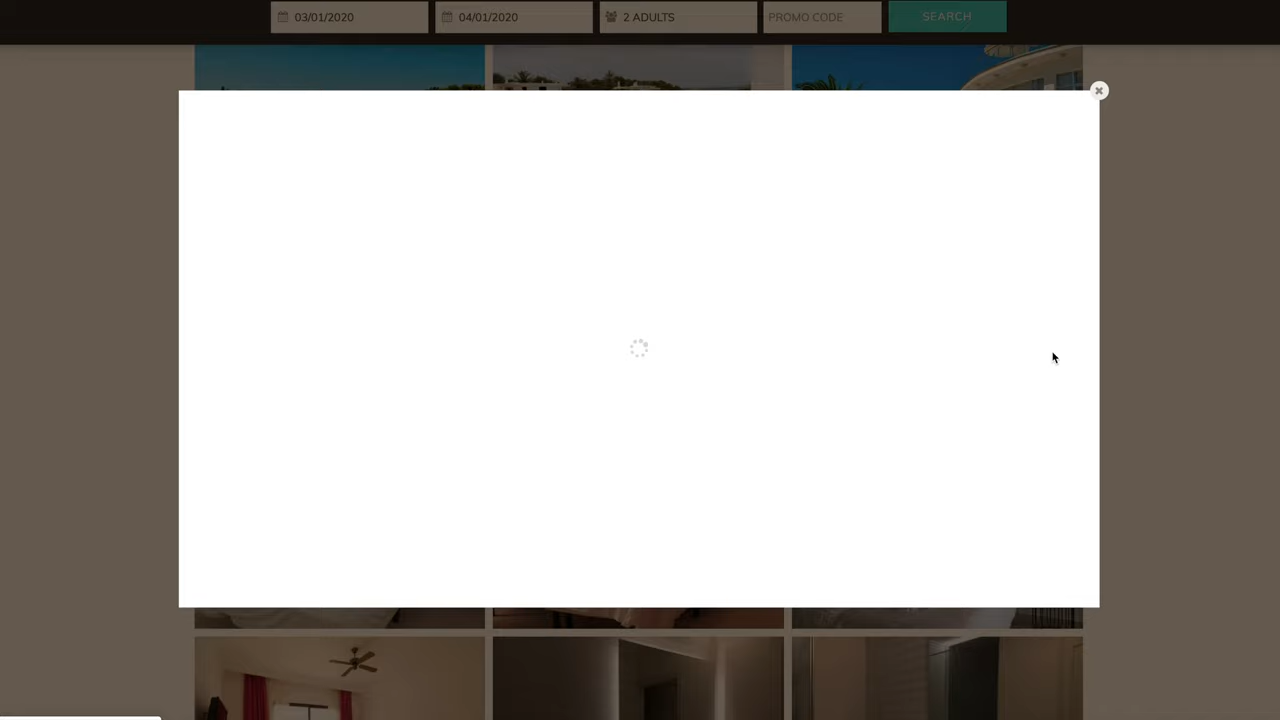 03/01/2020
04/01/2020
2 ADULTS
PROMO CODE
SEARCH